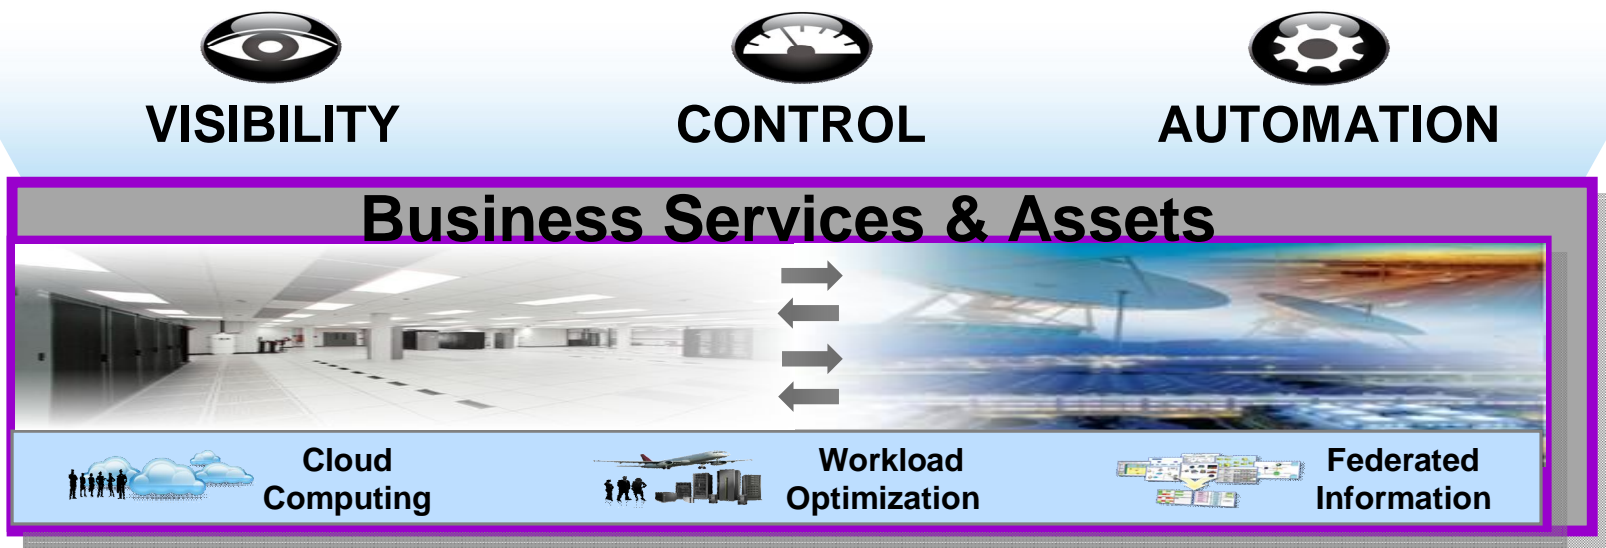 VISIBILITY
CONTROL
AUTOMATION
Business Services & Assets
Cloud
Computing
Workload
Optimization
Federated
Information